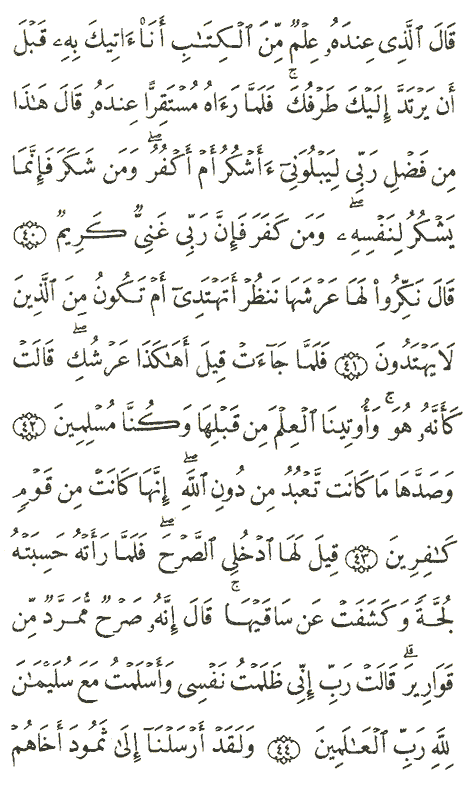 قَالَ ٱلَّذِى عِندَهُۥ عِلۡمٞ مِّنَ ٱلۡكِتَٰبِ أَنَا۠ ءَاتِيكَ بِهِۦ قَبۡلَ
أَن يَرۡتَدَّ إِلَيۡكَ طَرۡفُكَۚ فَلَمَّا رَءَاهُ مُسۡتَقِرًّا عِندَهُۥ قَالَ هَٰذَا
مِن فَضۡلِ رَبِّى لِيَبۡلُوَنِىٓ ءَأَشۡكُرُ أَمۡ أَكۡفُرُۖ وَمَن شَكَرَ فَإِنَّمَا
يَشۡكُرُ لِنَفۡسِهِۦۖ وَمَن كَفَرَ فَإِنَّ رَبِّى غَنِىّٞ كَرِيمٞ ٤٠
قَالَ نَكِّرُواْ لَهَا عَرۡشَهَا نَنظُرۡ أَتَهۡتَدِىٓ أَمۡ تَكُونُ مِنَ ٱلَّذِينَ
لَا يَهۡتَدُونَ ٤١ فَلَمَّا جَآءَتۡ قِيلَ أَهَٰكَذَا عَرۡشُكِۖ قَالَتۡ
كَأَنَّهُۥ هُوَۚ وَأُوتِينَا ٱلۡعِلۡمَ مِن قَبۡلِهَا وَكُنَّا مُسۡلِمِينَ ٤٢
وَصَدَّهَا مَا كَانَت تَّعۡبُدُ مِن دُونِ ٱللَّهِۖ إِنَّهَا كَانَتۡ مِن قَوۡمٖ
كَٰفِرِينَ ٤٣ قِيلَ لَهَا ٱدۡخُلِى ٱلصَّرۡحَۖ فَلَمَّا رَأَتۡهُ حَسِبَتۡهُ
لُجَّةٗ وَكَشَفَتۡ عَن سَاقَيۡهَاۚ قَالَ إِنَّهُۥ صَرۡحٞ مُّمَرَّدٞ مِّن
قَوَارِيرَۗ قَالَتۡ رَبِّ إِنِّى ظَلَمۡتُ نَفۡسِى وَأَسۡلَمۡتُ مَعَ سُلَيۡمَٰنَ
لِلَّهِ رَبِّ ٱلۡعَٰلَمِينَ ٤٤ وَلَقَدۡ أَرۡسَلۡنَآ إِلَىٰ ثَمُودَ أَخَاهُمۡ